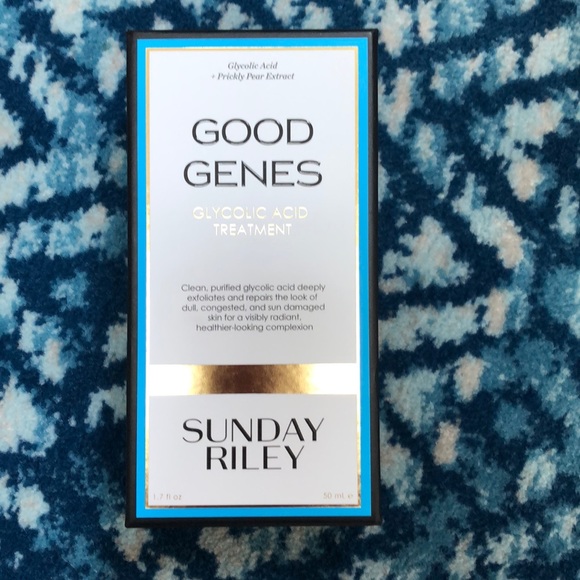 Glycolic Acid
+ Prickly Pear Extract
GOOD
GENES
GLYCOLIC ACID
TREATMENT
Clean, purified glycolic acid deeply
exfoliates and repairs the look of
dull, congested, and sun damaged
skin for a visibly radiant,
healthier-looking complexion
SUNDAY
RILEY
1.7 fl oz 50 mL e